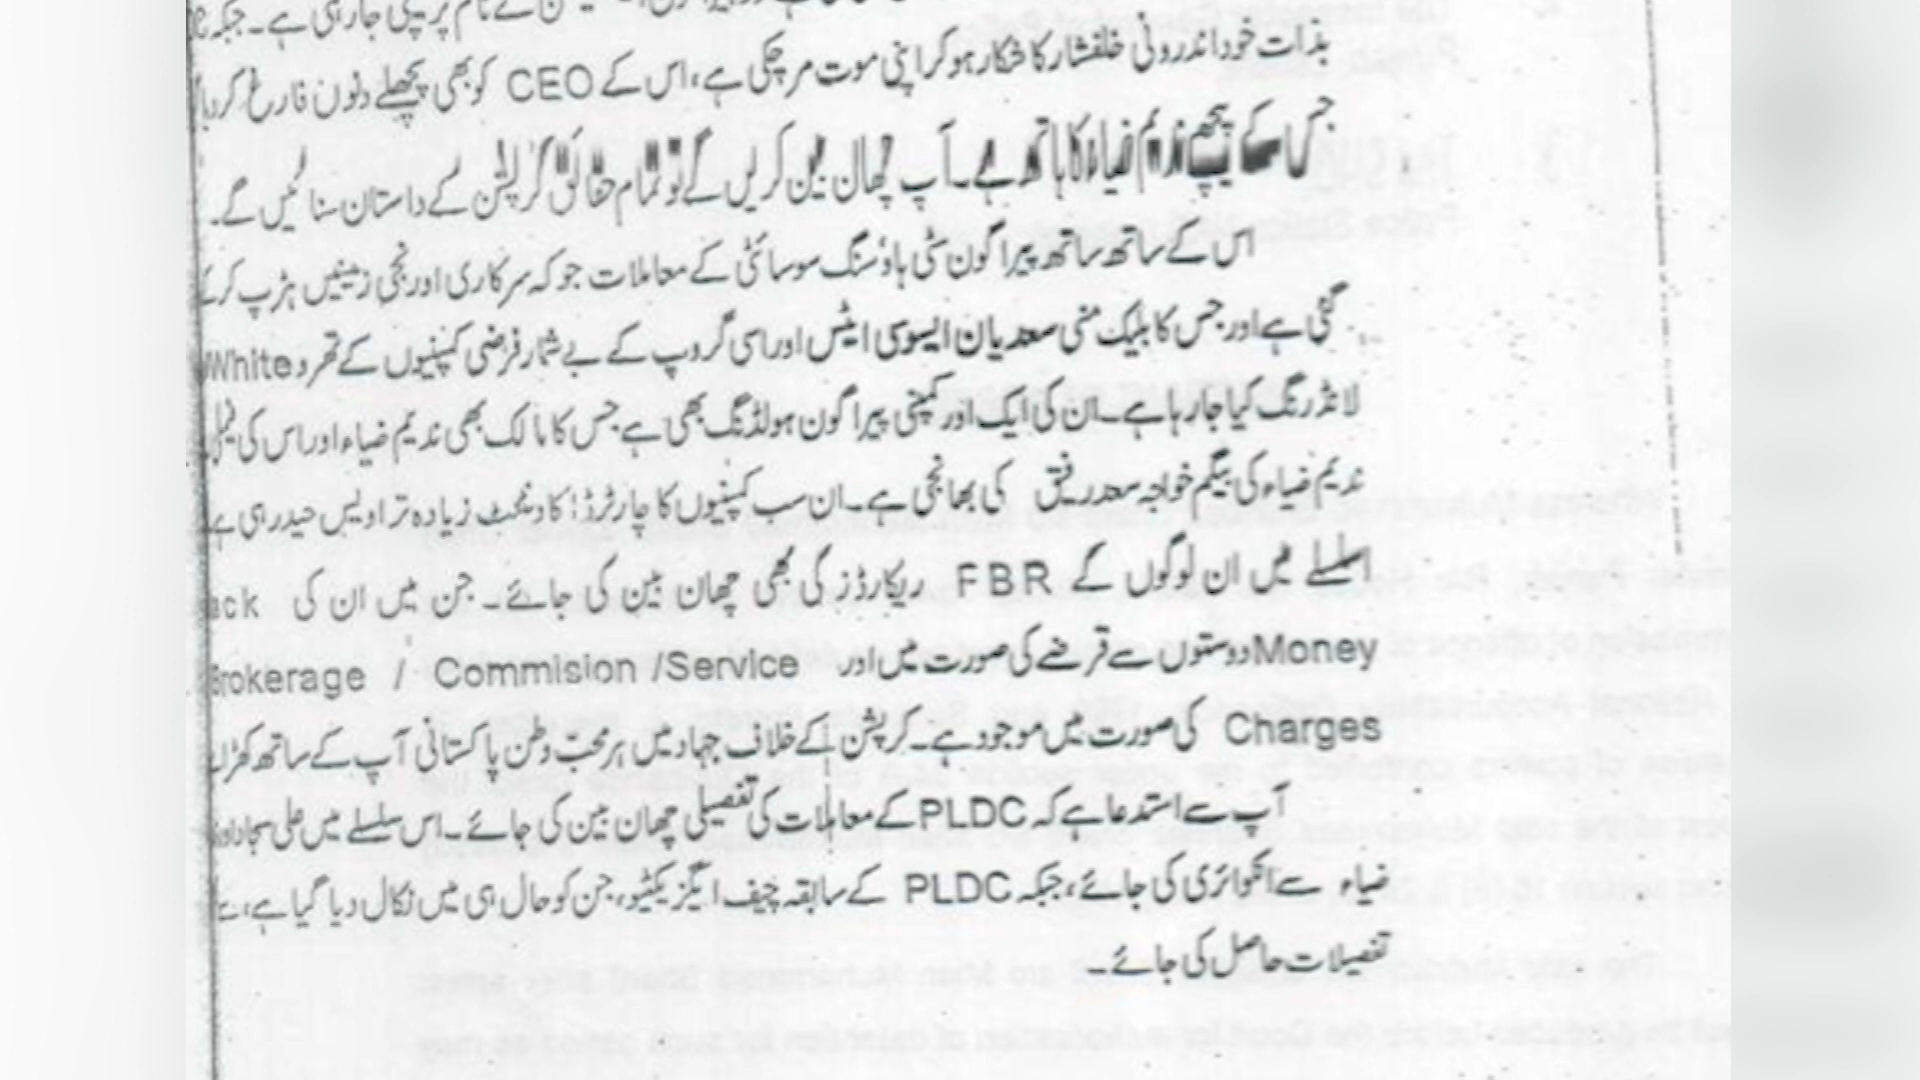 کے نام پر بیچی جا رہی ہے۔ جبکہ
بذات خود اندرونی خلفشار کا شکار ہو کر اپنی موت مر چکی ہے، اس کے CEO کو بھی پچھلے دنوں فارغ کر دیا
جس کے پیچھے ندیم ضیاء کا ہاتھ ہے۔ آپ چھان بین کریں گے تو تمام حقائق کرپشن کے داستان سنائیں گے۔
اس کے ساتھ ساتھ پیراگون سٹی ہاؤسنگ سوسائٹی کے معاملات جو کہ سرکاری اور نجی زمینیں ہڑپ کر کے
گئی ہے اور جس کا بلیک منی سعدیان ایسوسی ایٹس اور اسی گروپ کے بے شمار فرضی کمپنیوں کے تھرو White
لانڈرنگ کیا جا رہا ہے۔ ان کی ایک اور کمپنی پیراگون ہولڈنگ بھی ہے جس کا مالک بھی ندیم ضیاء اور اس کی
ندیم ضیاء کی بیگم خواجہ سعد رفیق کی بھانجی ہے۔ ان سب کمپنیوں کا چارٹرڈ اکاونٹنٹ زیادہ تر اویس حیدر ہی ہے
اسلسلے میں ان لوگوں کے FBR ریکارڈز کی بھی چھان بین کی جائے۔ جن میں ان کی ack
Money دوستوں سے قرضے کی صورت میں اور rokerage / Commision /Service
Charges کی صورت میں موجود ہے۔ کرپشن کے خلاف جہاد میں ہر محبّ وطن پاکستانی آپ کے ساتھ
آپ سے استدعا ہے کہ PLDC کے معاملات کی تفصیلی چھان بین کی جائے۔ اس سلسلے میں علی سجاد
ضیاء سے انکوائری کی جائے، جبکہ PLDC کے سابقہ چیف ایگزیکٹیو، جن کو حال ہی میں نکال دیا گیا ہے،
تفصیلات حاصل کی جائے۔